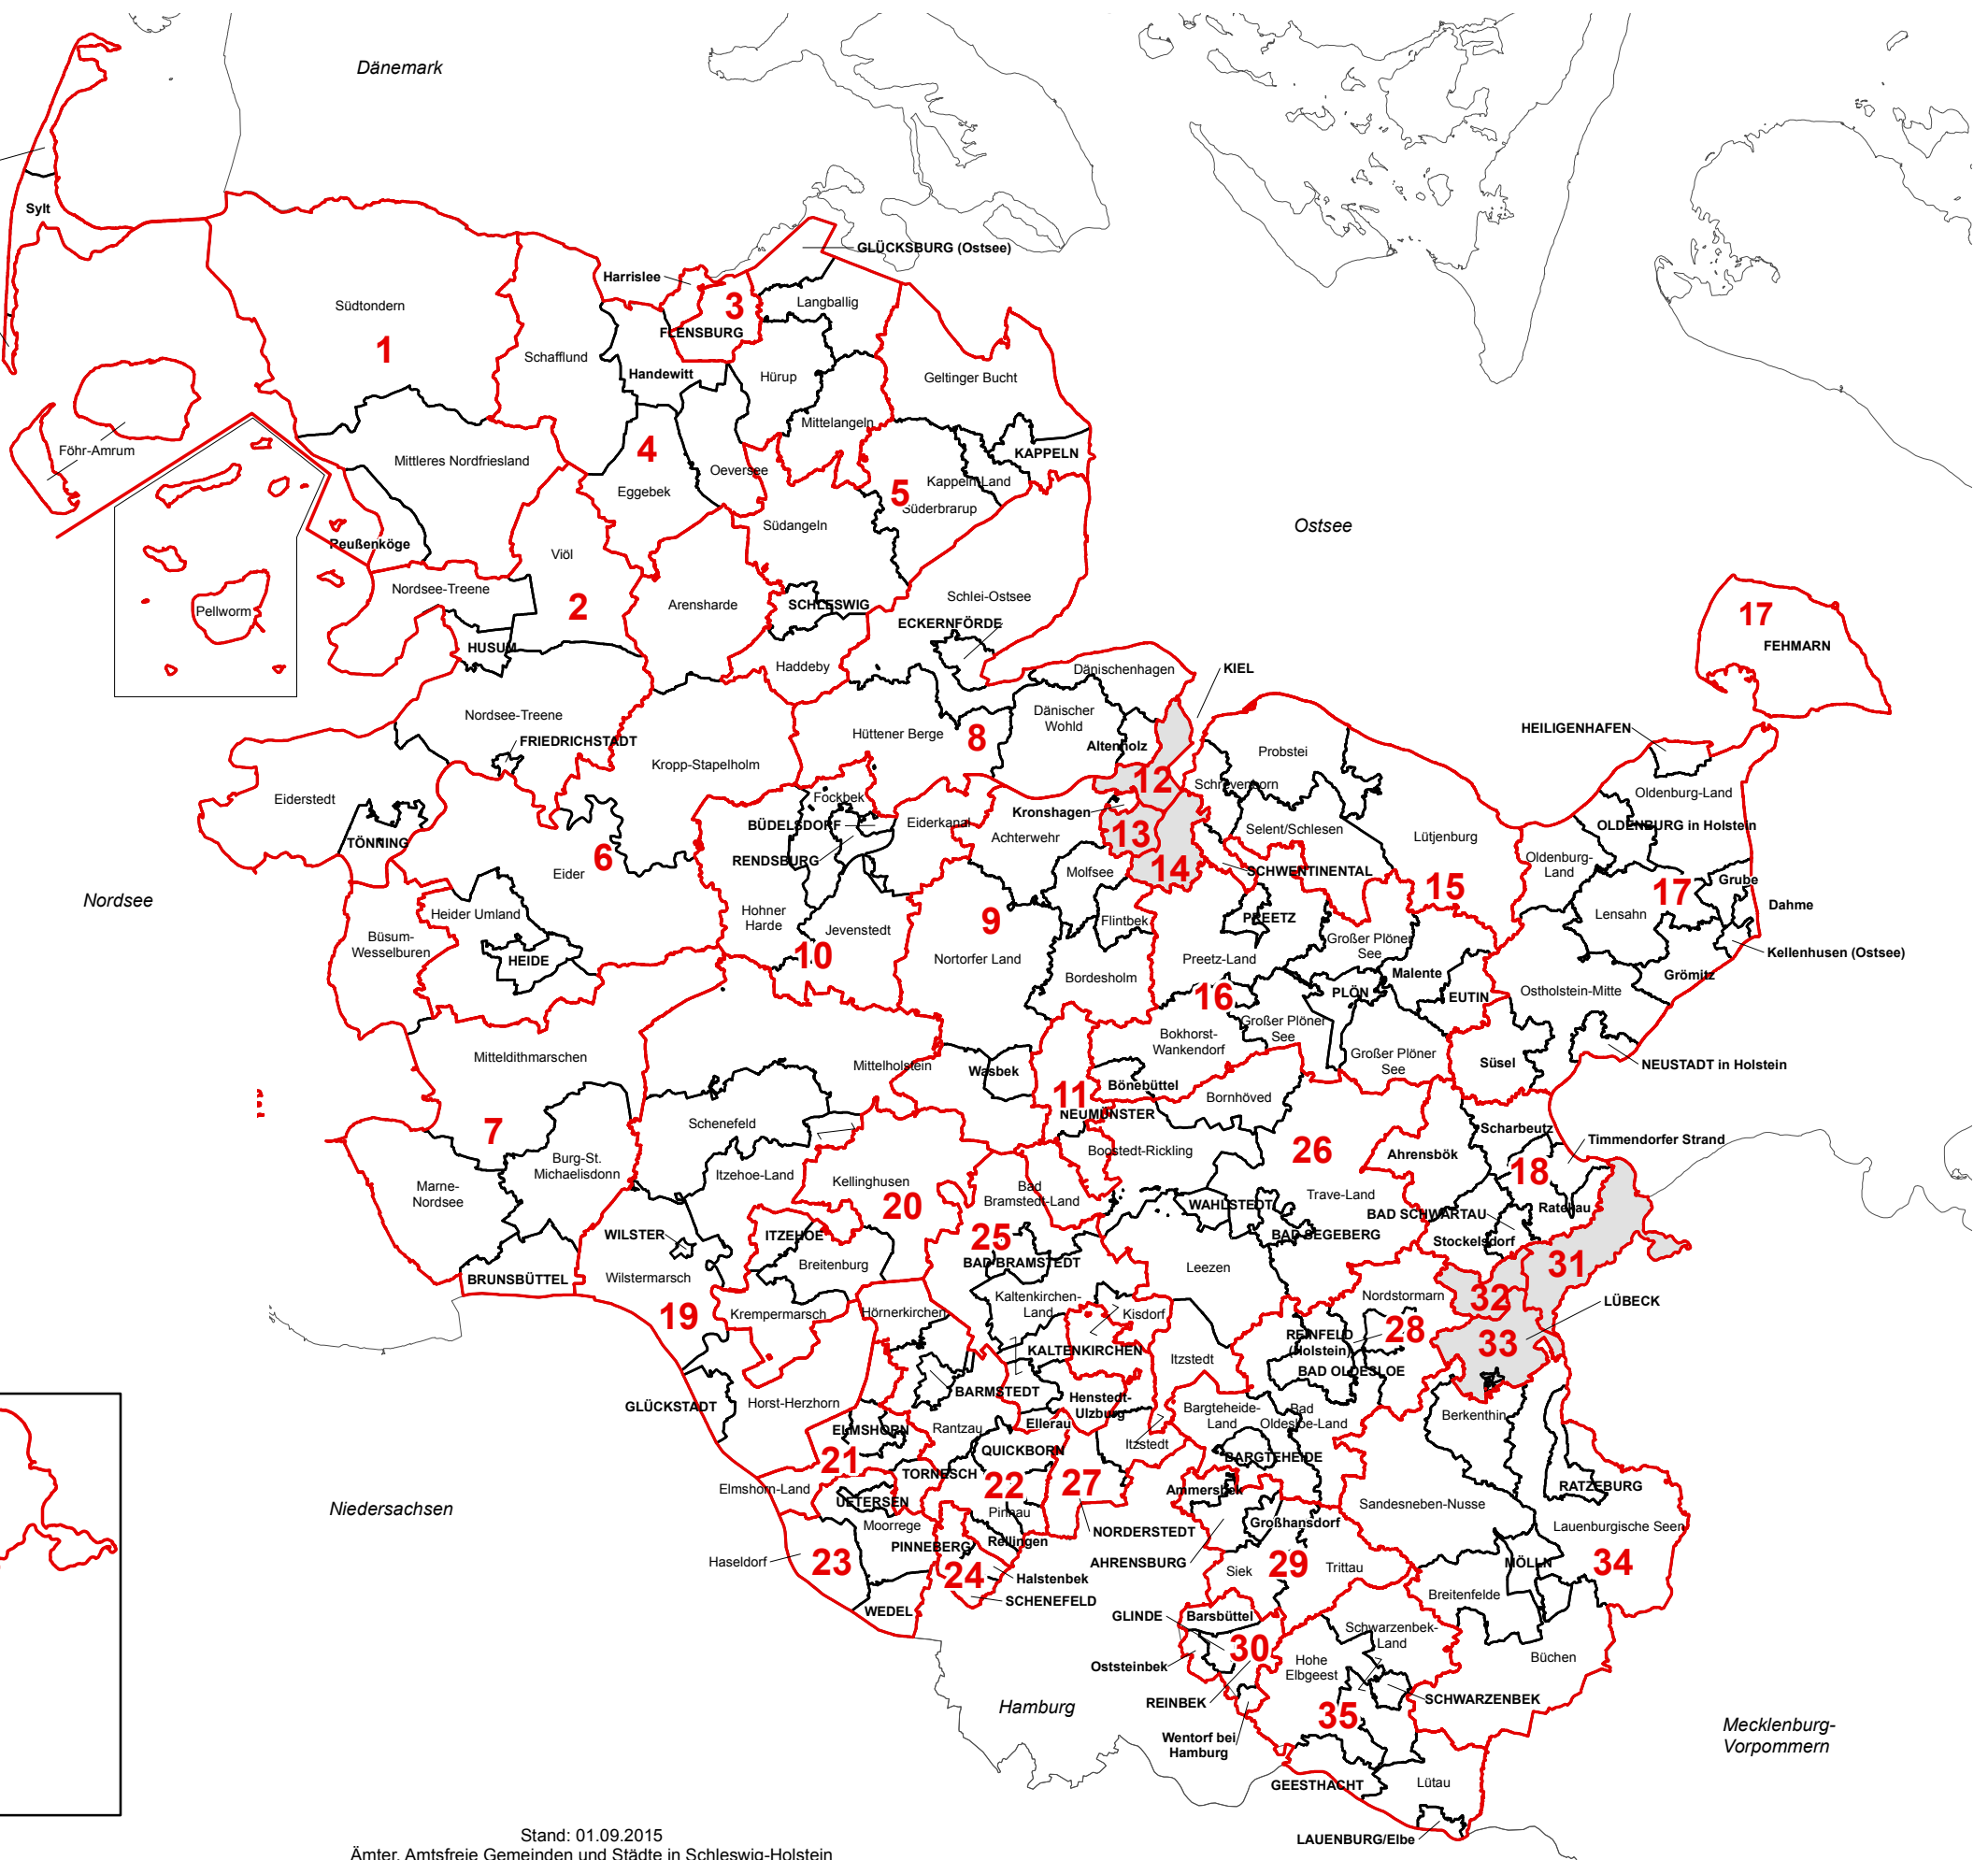 Dänemark
Sylt
GLÜCKSBURG (Ostsee)
Harrislee
3
Langballig
Südtondern
FLENSBURG
1
Schafflund
Handewitt
Hürup
Geltinger Bucht
Mittelangeln
Föhr-Amrum
4
KAPPELN
Mittleres Nordfriesland
Oeversee
Kappeln-Land
Eggebek
5
Süderbrarup
Ostsee
Südangeln
Reußenköge
Viöl
Nordsee-Treene
Schlei-Ostsee
Pellworm
2
Arensharde
SCHLESWIG
ECKERNFÖRDE
17
FEHMARN
HUSUM
Haddeby
Dänischenhagen
KIEL
Nordsee-Treene
Dänischer
Wohld
HEILIGENHAFEN
FRIEDRICHSTADT
Hüttener Berge
8
Altenholz
Probstei
Kropp-Stapelholm
12
Schrevenborn
Oldenburg-Land
Eiderstedt
Fockbek
Kronshagen
BÜDELSDORF
Eiderkanal
Achterwehr
13
Selent/Schlesen
Lütjenburg
OLDENBURG in Holstein
TÖNNING
6
RENDSBURG
Eider
Molfsee
14
SCHWENTINENTAL
Oldenburg-
Land
15
17
Grube
Nordsee
Heider Umland
Hohner
Harde
9
Flintbek
PREETZ
Lensahn
Dahme
Büsum-
Wesselburen
Jevenstedt
Großer Plöner
See
HEIDE
10
Nortorfer Land
Preetz-Land
Kellenhusen (Ostsee)
Bordesholm
Malente
Grömitz
16
PLÖN
EUTIN
Ostholstein-Mitte
Großer Plöner
See
Bokhorst-
Wankendorf
Mitteldithmarschen
Mittelholstein
Wasbek
Großer Plöner
See
Süsel
NEUSTADT in Holstein
11
Bönebüttel
Bornhöved
NEUMÜNSTER
7
Schenefeld
Scharbeutz
Timmendorfer Strand
Boostedt-Rickling
26
Ahrensbök
Burg-St.
Michaelisdonn
Itzehoe-Land
18
Marne-
Nordsee
Kellinghusen
Bad
Bramstedt-Land
Trave-Land
20
WAHLSTEDT
BAD SCHWARTAU
Ratekau
WILSTER
ITZEHOE
25
BAD SEGEBERG
Stockelsdorf
BRUNSBÜTTEL
Wilstermarsch
Breitenburg
BAD BRAMSTEDT
Leezen
31
19
Krempermarsch
Hörnerkirchen
Kaltenkirchen-
Land
Kisdorf
Nordstormarn
32
LÜBECK
28
REINFELD
(Holstein)
33
KALTENKIRCHEN
Itzstedt
BAD OLDESLOE
GLÜCKSTADT
Horst-Herzhorn
BARMSTEDT
Henstedt-
Ulzburg
Bargteheide-
Land
Bad
Oldesloe-Land
Berkenthin
ELMSHORN
Rantzau
Ellerau
Itzstedt
21
QUICKBORN
BARGTEHEIDE
TORNESCH
Elmshorn-Land
UETERSEN
22
27
Ammersbek
RATZEBURG
Niedersachsen
Pinnau
Sandesneben-Nusse
Moorrege
Großhansdorf
Lauenburgische Seen
NORDERSTEDT
PINNEBERG
Rellingen
Haseldorf
23
24
Halstenbek
AHRENSBURG
Siek
29
Trittau
MÖLLN
34
SCHENEFELD
Breitenfelde
WEDEL
GLINDE
Barsbüttel
Schwarzenbek-
Land
30
Hohe
Elbgeest
Büchen
Oststeinbek
REINBEK
SCHWARZENBEK
Hamburg
35
Wentorf bei
Hamburg
Mecklenburg-
Vorpommern
GEESTHACHT
Lütau
LAUENBURG/Elbe
Stand: 01.09.2015
Ämter, Amtsfreie Gemeinden und Städte in Schleswig-Holstein